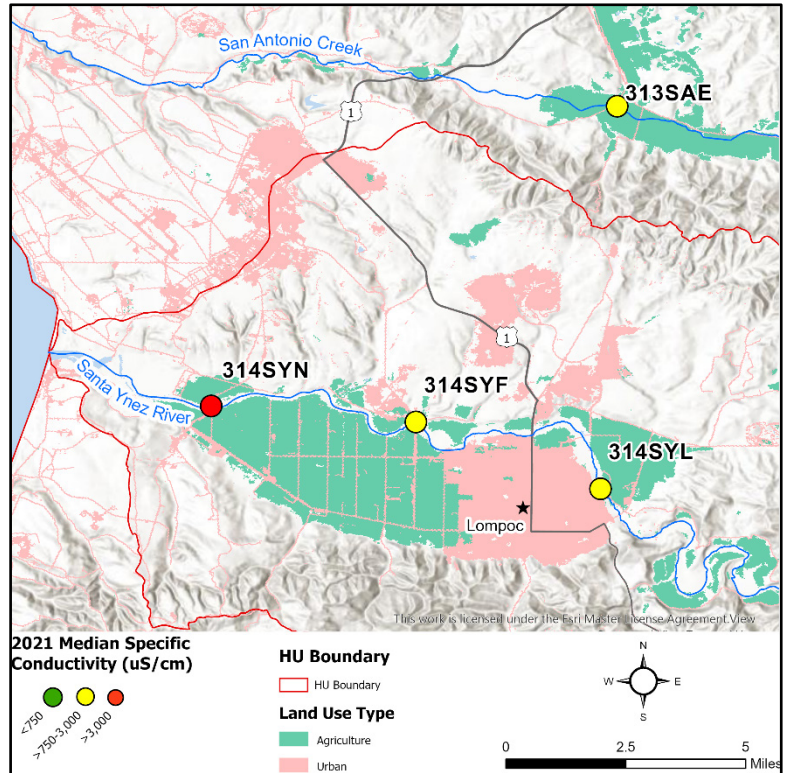 San Antonio Creek
313SAE
1
1
314SYN
314SYF
Santa Ynez River
314SYL
Lompoc
This work is licensed under the Esri Master License Agreement.View
2021 Median Specific
Conductivity (uS/cm)
<750
>750-3,000
>3,000
HU Boundary
HU Boundary
Land Use Type
Agriculture
Urban
N
W
E
S
0
2.5
5
Miles